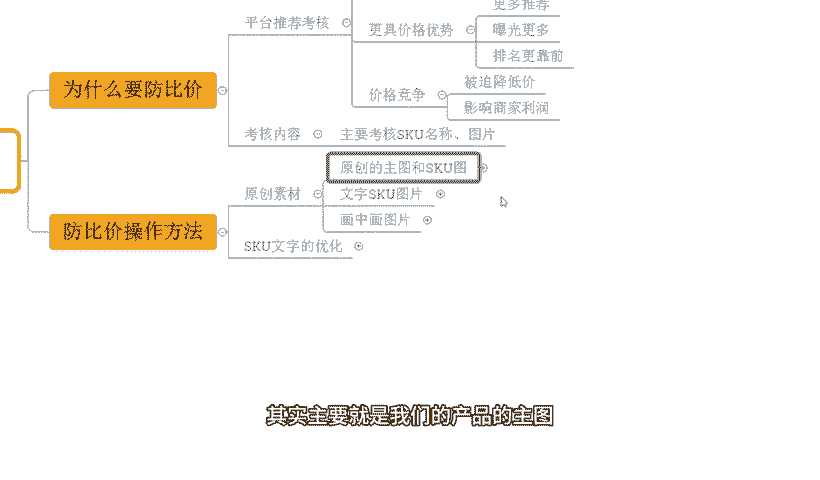 更多推荐
平台推荐考核
更具价格优势
曝光更多
排名更靠前
为什么要防比价
被迫降低价
价格竞争
影响商家利润
考核内容
主要考核SKU名称、图片
原创的主图和SKU图
原创素材
文字SKU图片
画中画图片
防比价操作方法
SKU文字的优化
其实主要就是我们的产品的主图